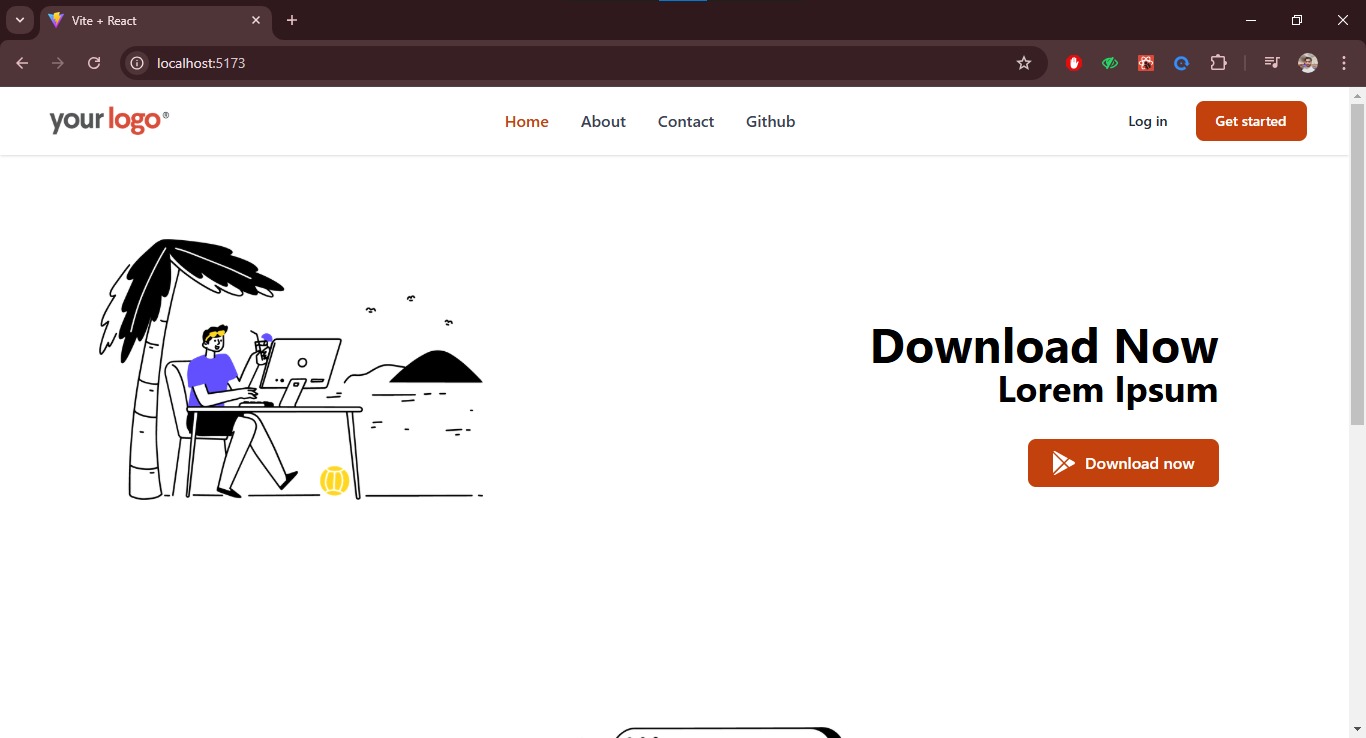 Vite + React
localhost:5173
your logo®
Home About Contact Github
Log in
Get started
Download Now
Lorem Ipsum
Download now